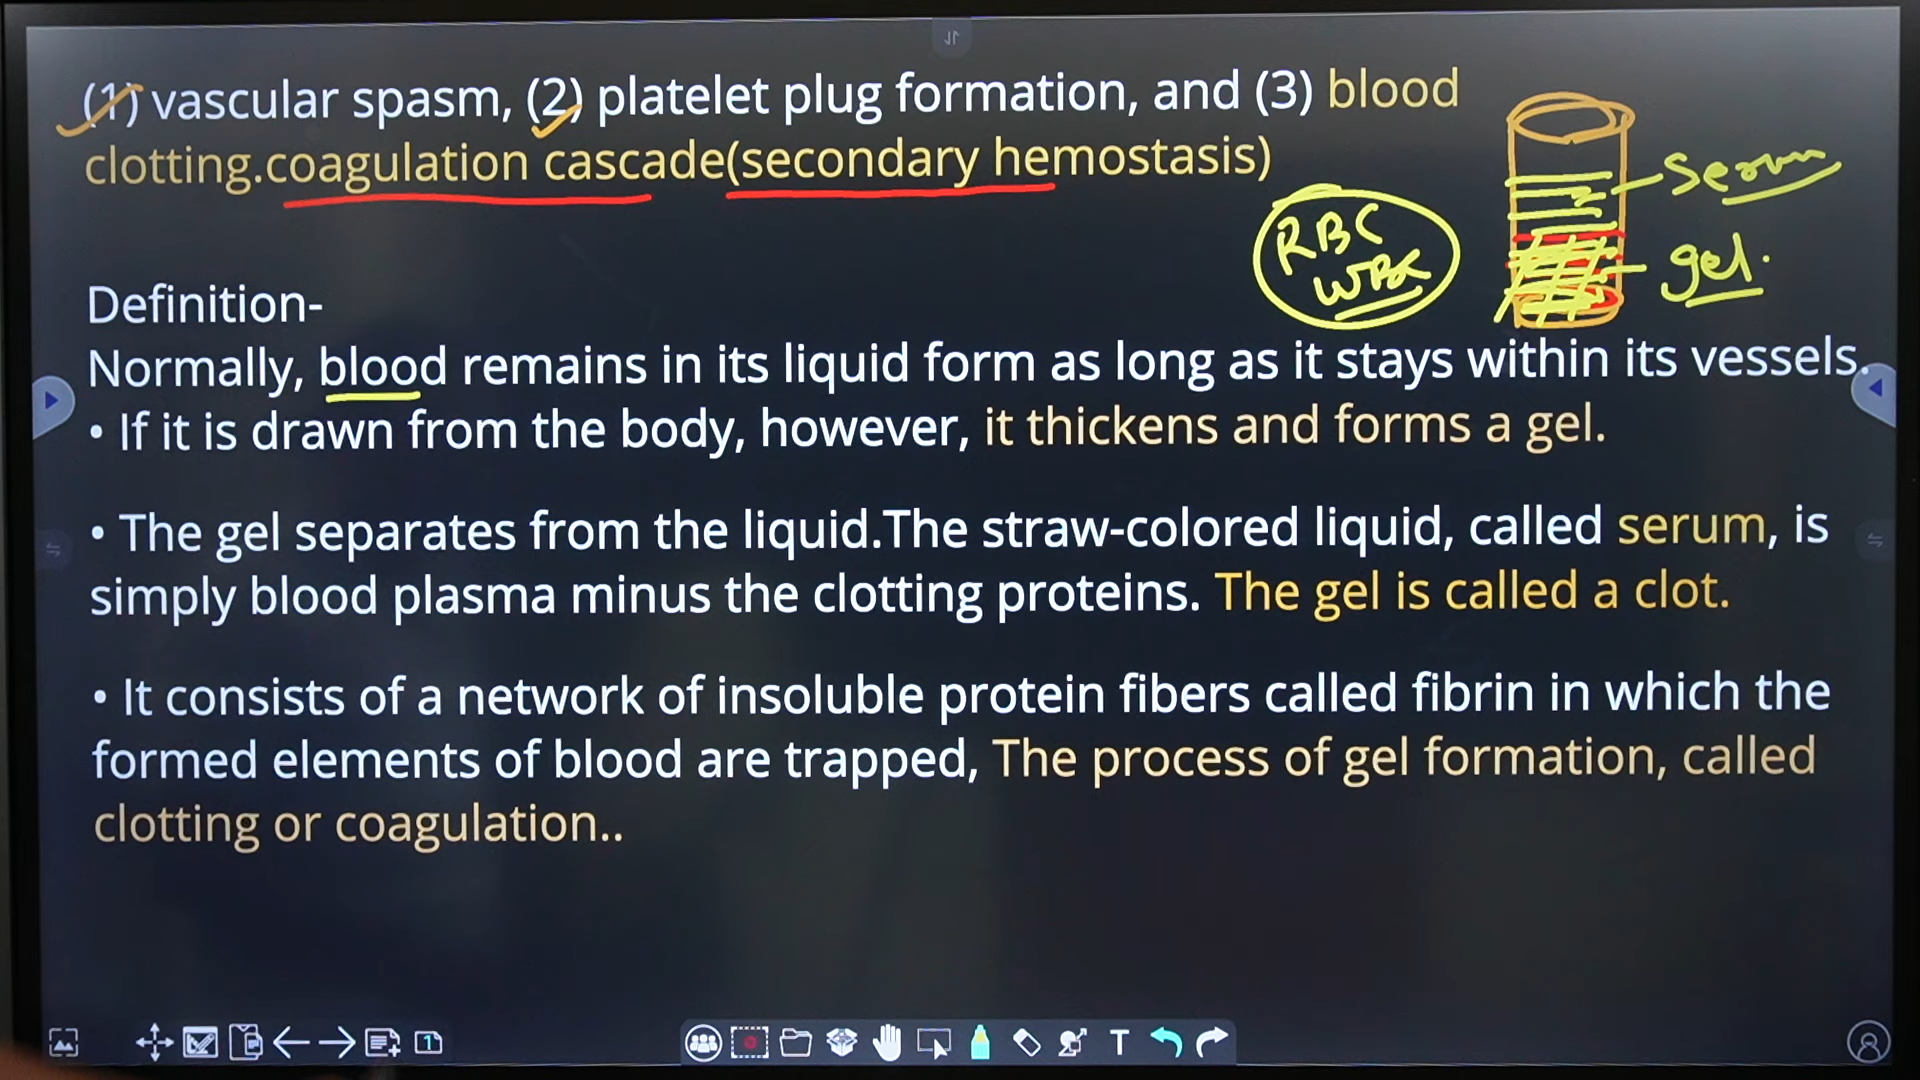 (1) vascular spasm, (2) platelet plug formation, and (3) blood
clotting.coagulation cascade(secondary hemostasis)
serum
RBC
WBC
gel.
Definition-
Normally, blood remains in its liquid form as long as it stays within its vessels.
• If it is drawn from the body, however, it thickens and forms a gel.
• The gel separates from the liquid.The straw-colored liquid, called serum, is
simply blood plasma minus the clotting proteins. The gel is called a clot.
• It consists of a network of insoluble protein fibers called fibrin in which the
formed elements of blood are trapped, The process of gel formation, called
clotting or coagulation..
1
T